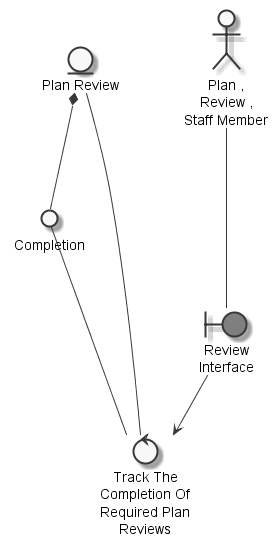 Plan Review
Plan ,
Review ,
Staff Member
Completion
Review
Interface
Track The
Completion Of
Required Plan
Reviews